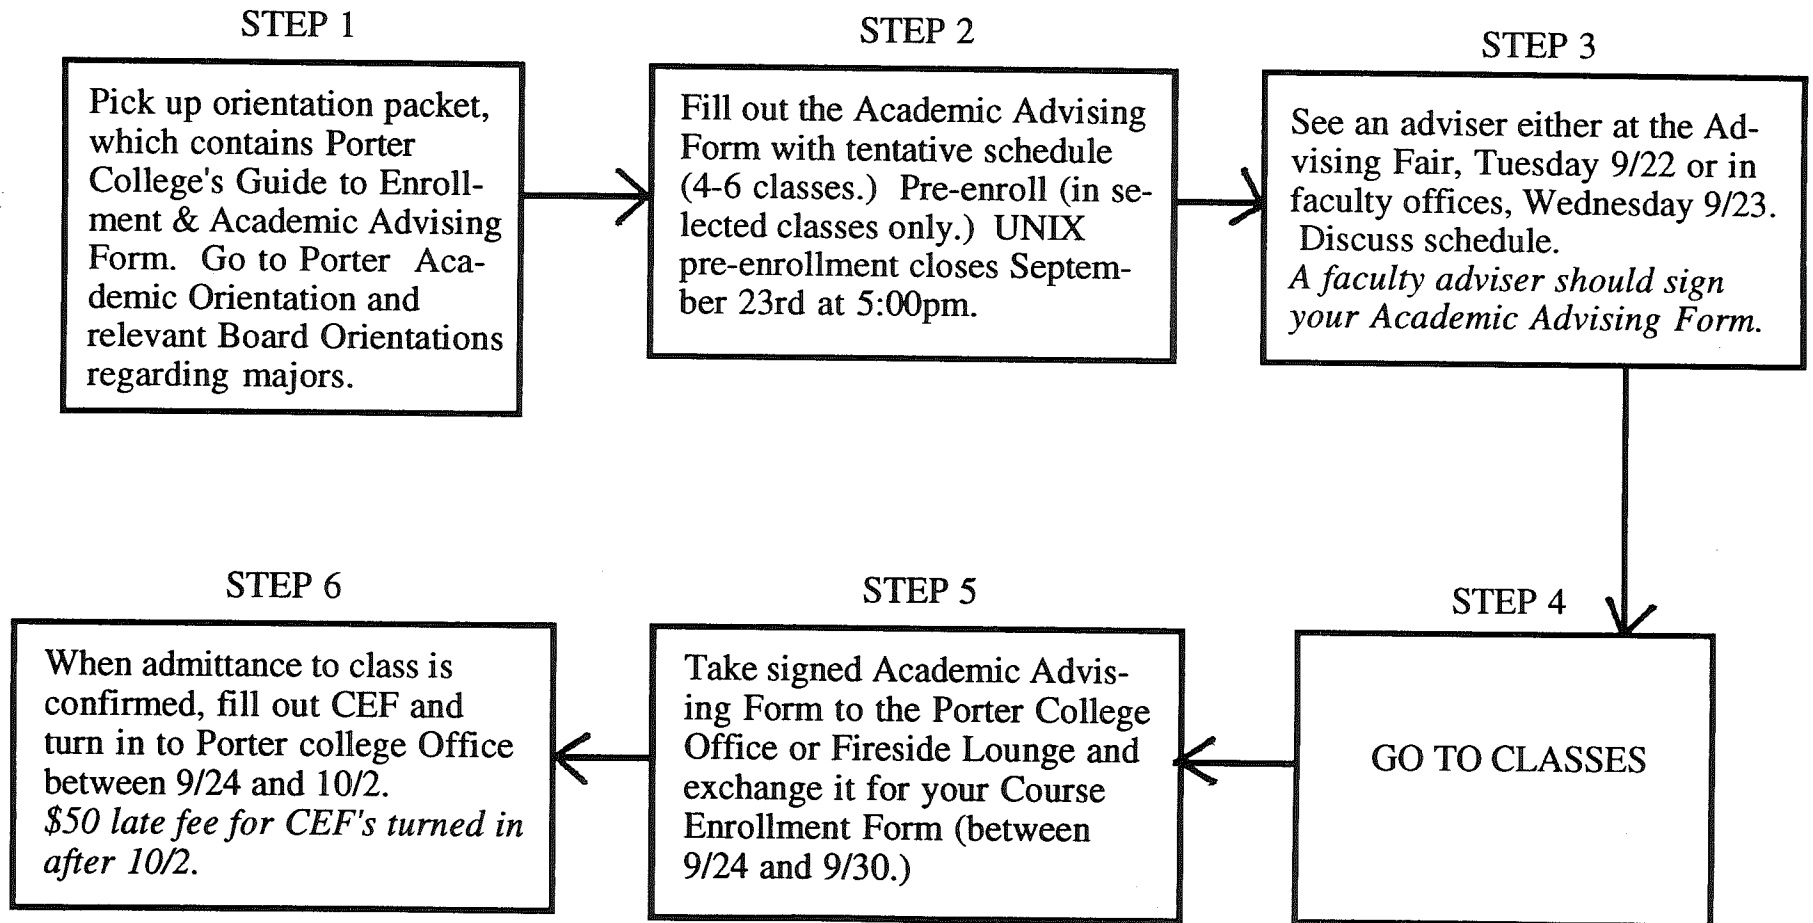 STEP 1
Pick up orientation packet,
which contains Porter
College's Guide to Enroll-
ment & Academic Advising
Form.  Go to Porter  Aca-
demic Orientation and
relevant Board Orientations
regarding majors.
STEP 2
Fill out the Academic Advising
Form with tentative schedule
(4-6 classes.)  Pre-enroll (in se-
lected classes only.)  UNIX
pre-enrollment closes Septem-
ber 23rd at 5:00pm.
STEP 3
See an adviser either at the Ad-
vising Fair, Tuesday 9/22 or in
faculty offices, Wednesday 9/23.
Discuss schedule.
A faculty adviser should sign
your Academic Advising Form.
STEP 4
GO TO CLASSES
STEP 5
Take signed Academic Advis-
ing Form to the Porter College
Office or Fireside Lounge and
exchange it for your Course
Enrollment Form (between
9/24 and 9/30.)
STEP 6
When admittance to class is
confirmed, fill out CEF and
turn in to Porter college Office
between 9/24 and 10/2.
$50 late fee for CEF's turned in
after 10/2.